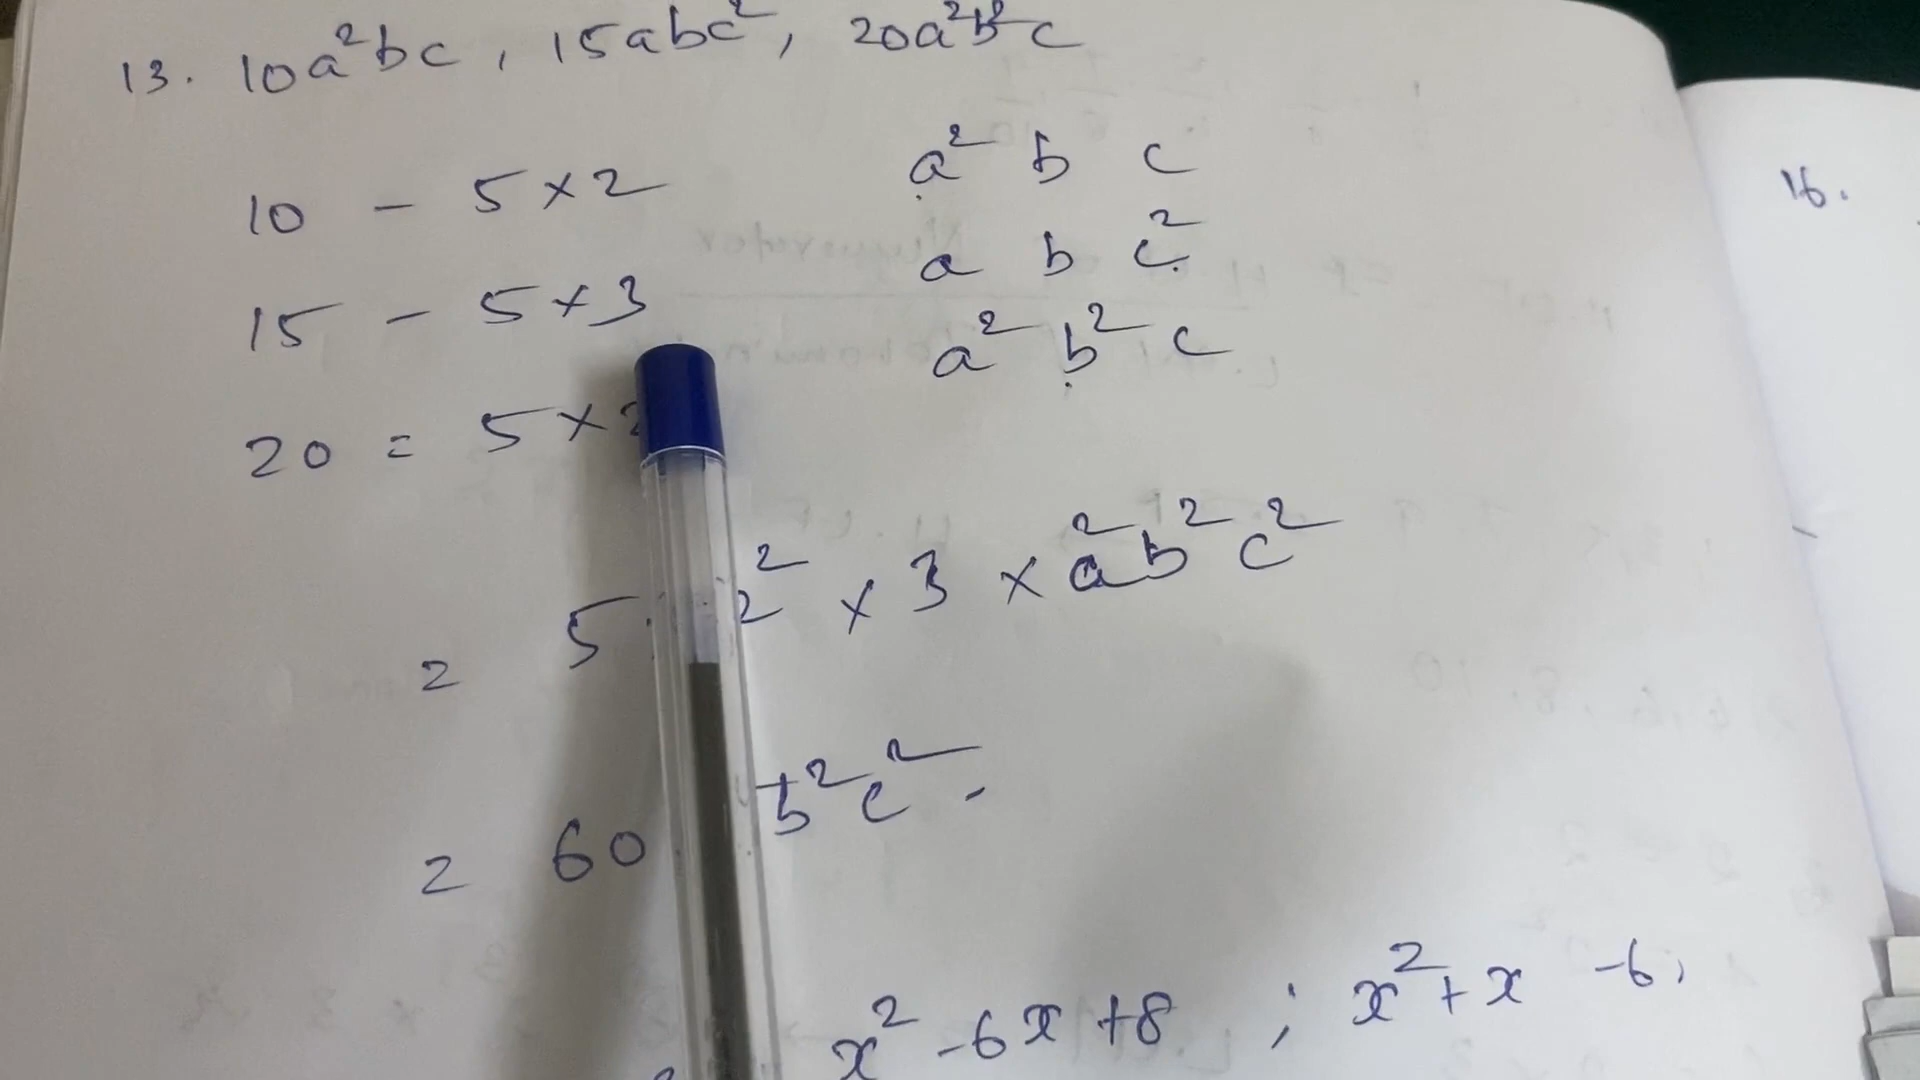 13. 10a²bc, 15abc², 20a²b²c
10 - 5×2 a² b c
15 - 5×3 a b c²
20 = 5× a² b² c
= 5 2² × 3 × a²b²c²
= 60 b²c².
x² -6x +8 ; x² + x -6,
16.